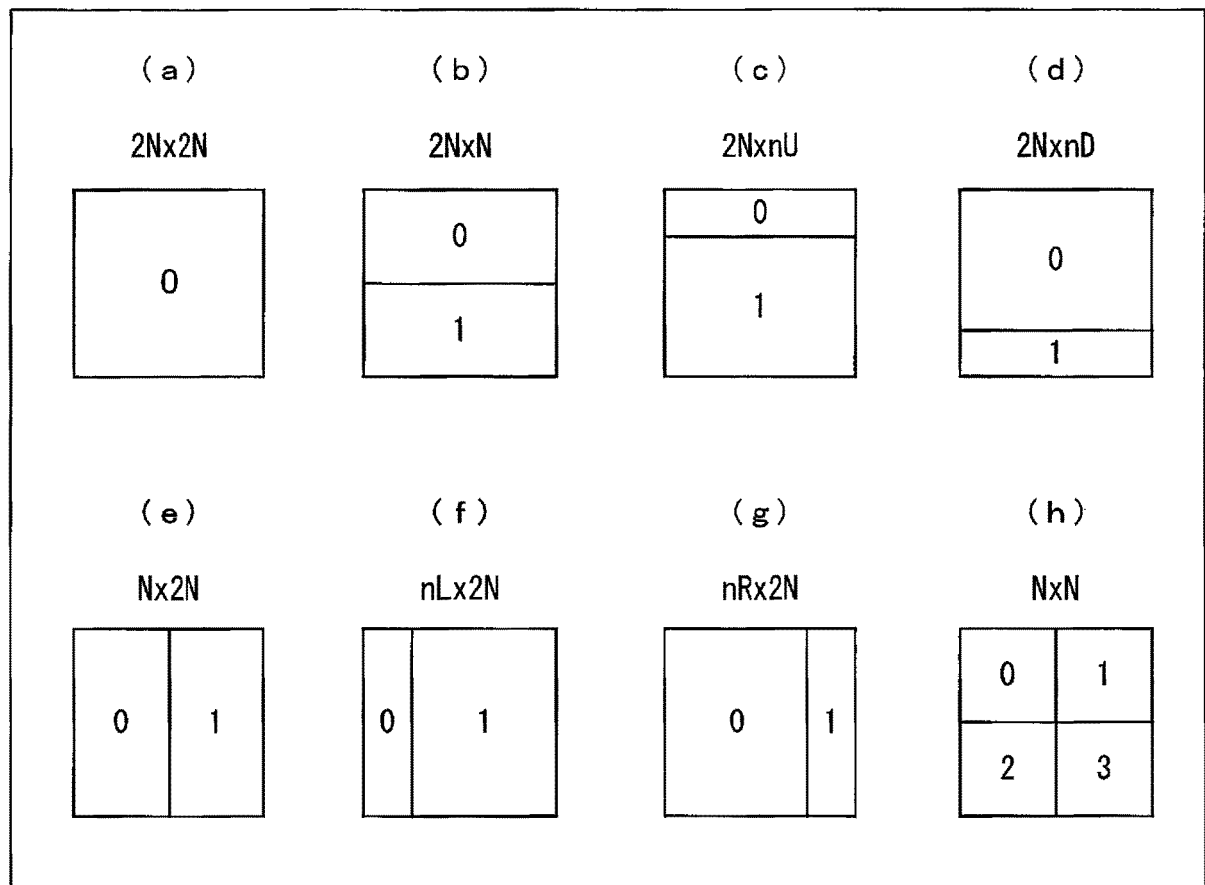 (a) (b) (c) (d)
2Nx2N 2NxN 2NxnU 2NxnD
0 0 0 0
1 1 1
(e) (f) (g) (h)
Nx2N nLx2N nRx2N NxN
0 1 0 1 0 1 0 1
2 3